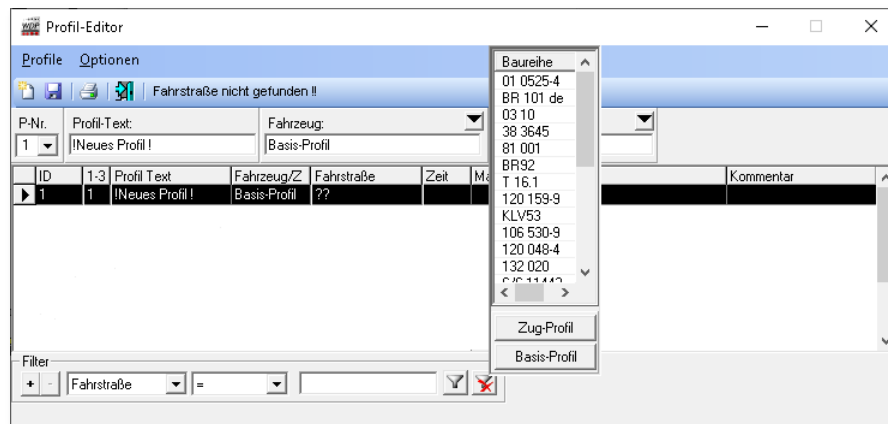 WDP Profil-Editor
Profile Optionen
Fahrstraße nicht gefunden !!
P-Nr. Profil-Text: Fahrzeug:
1 !Neues Profil ! Basis-Profil
ID 1-3 Profil Text Fahrzeug/Z Fahrstraße Zeit Ma Kommentar
1 1 !Neues Profil ! Basis-Profil ??
Baureihe
01 0525-4
BR 101 de
03 10
38 3645
81 001
BR92
T 16.1
120 159-9
KLV53
106 530-9
120 048-4
132 020
Zug-Profil
Basis-Profil
Filter
+ - Fahrstraße =